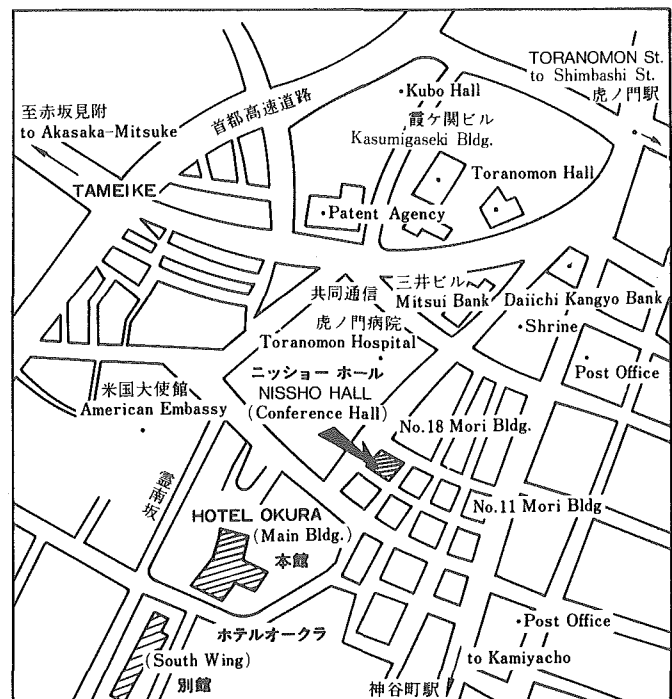 TORANOMON St.
to Shimbashi St.
虎ノ門駅
Kubo Hall
至赤坂見附
to Akasaka-Mitsuke
首都高速道路
霞ケ関ビル
Kasumigaseki Bldg.
Toranomon Hall
TAMEIKE
Patent Agency
共同通信
三井ビル
Mitsui Bank
Daiichi Kangyo Bank
虎ノ門病院
Toranomon Hospital
Shrine
ニッショー ホール
NISSHO HALL
(Conference Hall)
Post Office
米国大使館
American Embassy
No.18 Mori Bldg.
霊南坂
No.11 Mori Bldg
HOTEL OKURA
(Main Bldg.)
本館
ホテルオークラ
Post Office
(South Wing)
別館
to Kamiyacho
神谷町駅